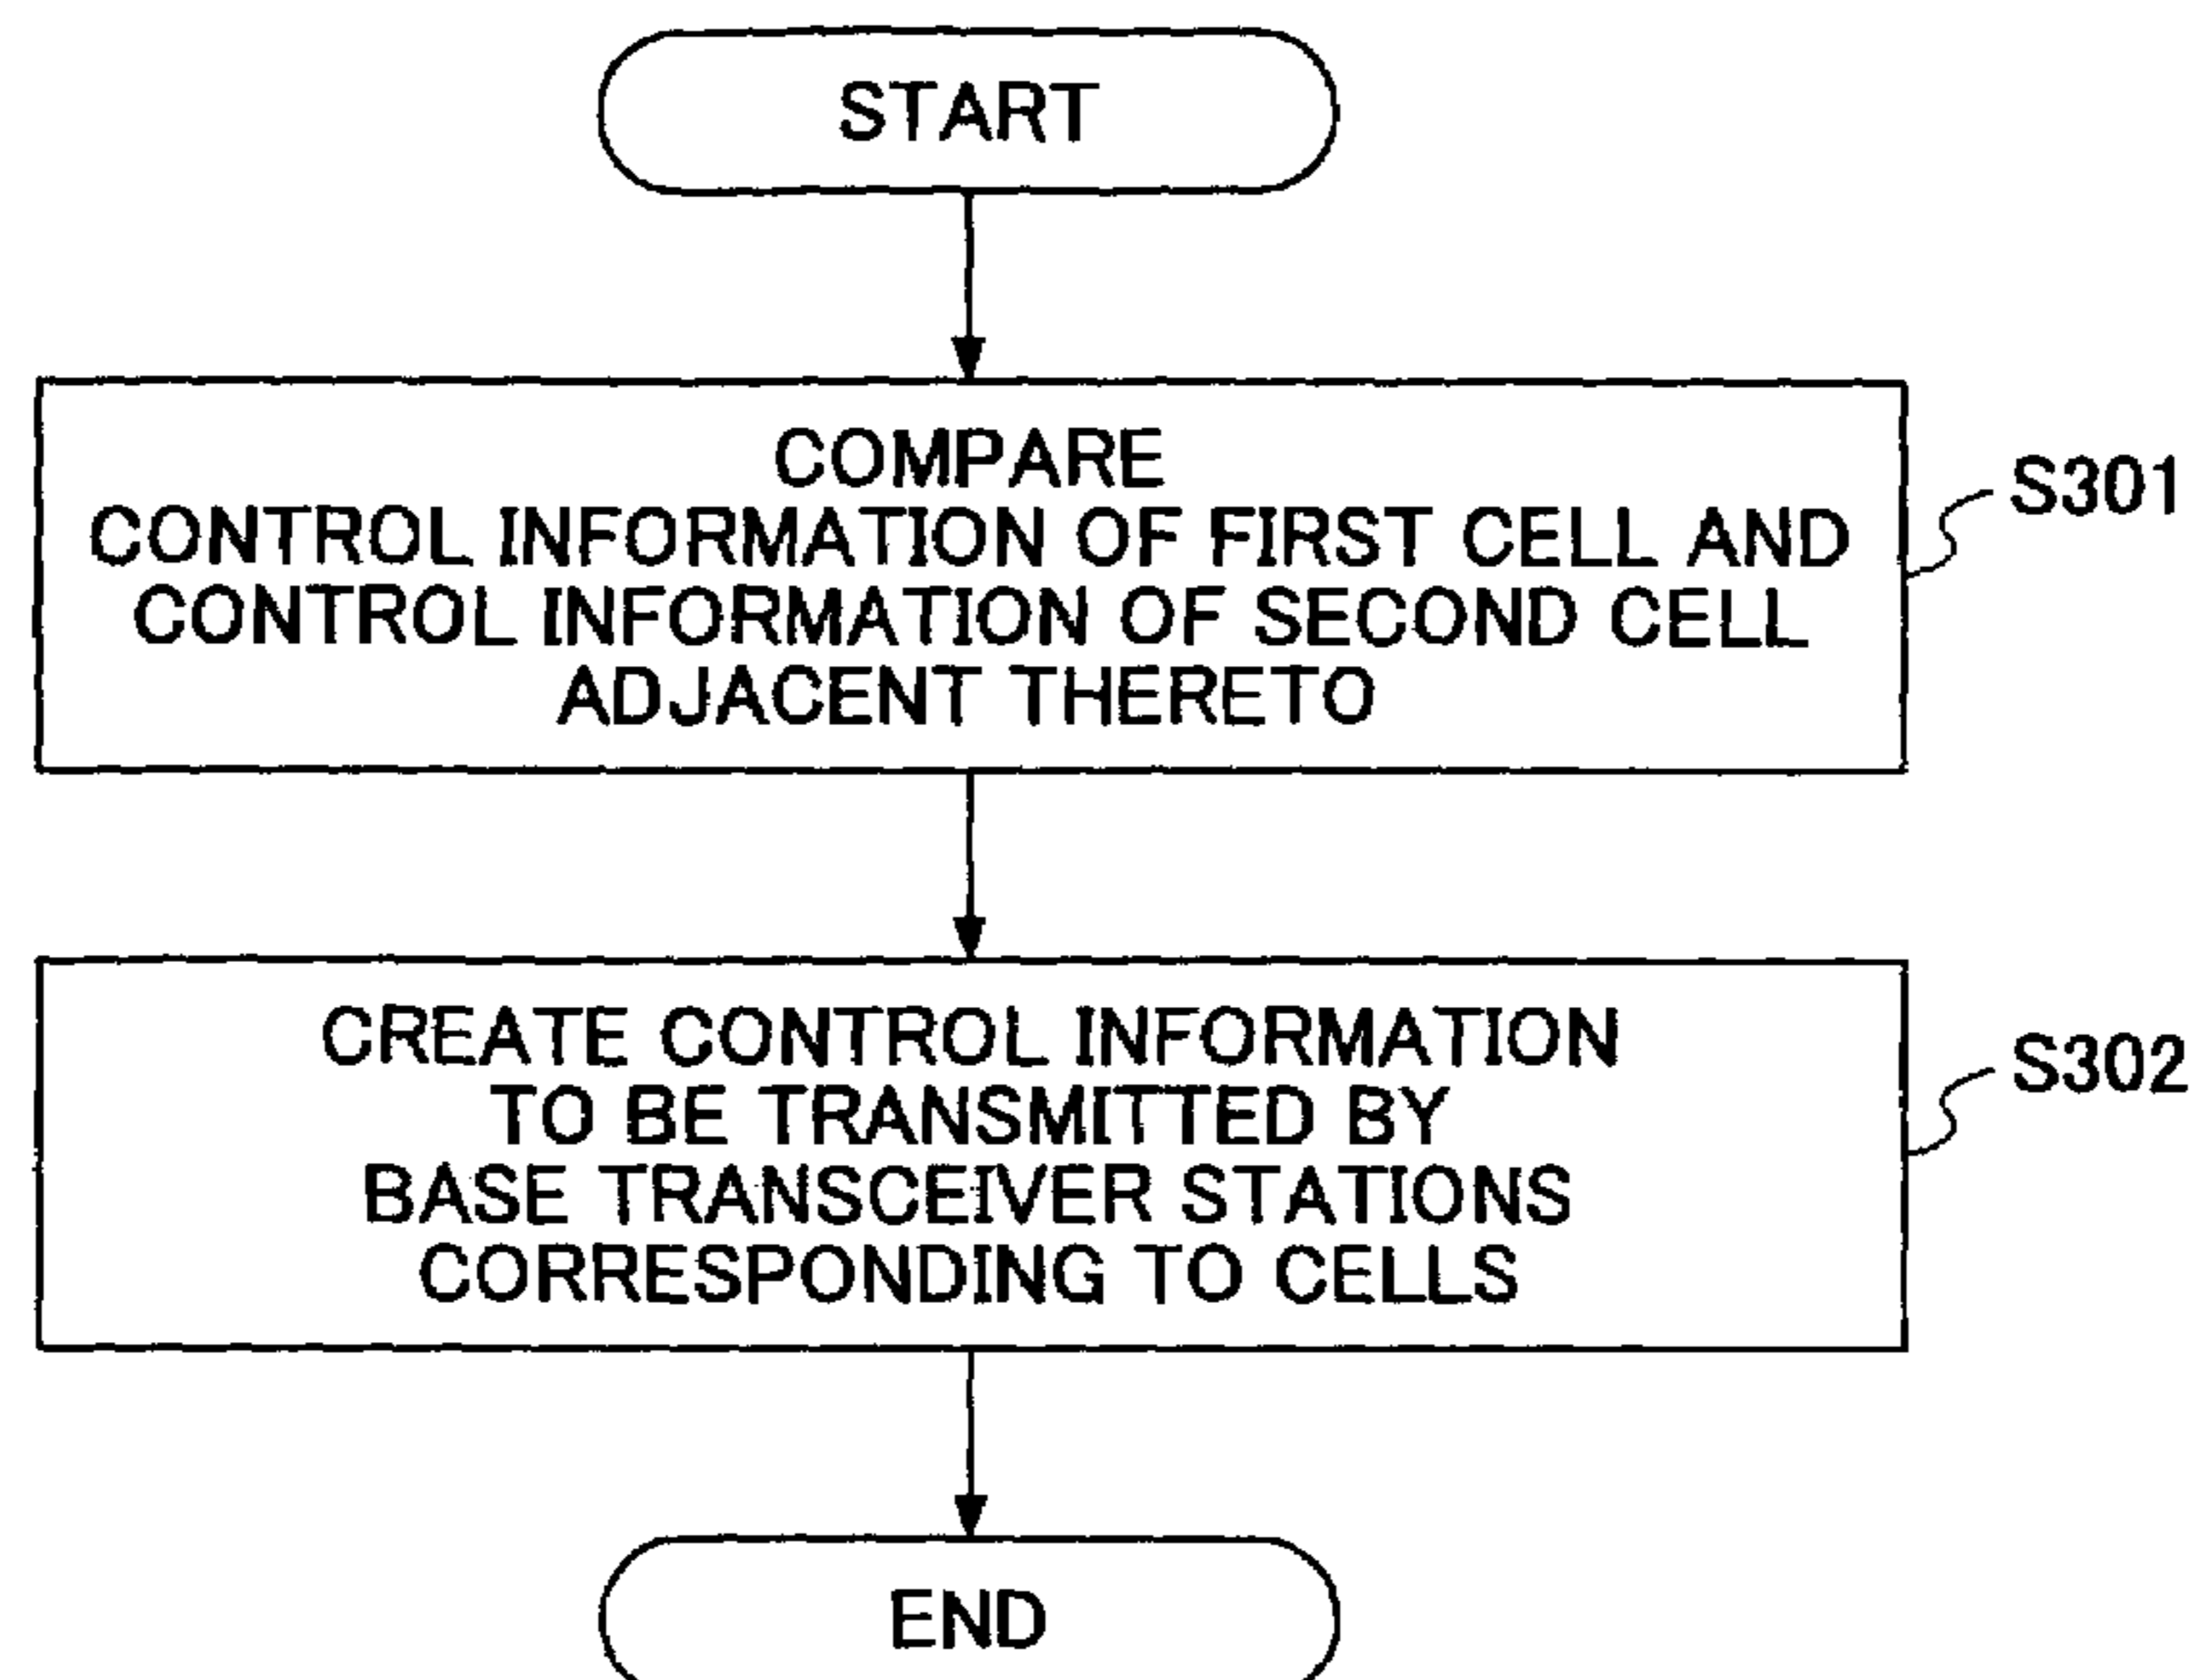 START
COMPARE
CONTROL INFORMATION OF FIRST CELL AND
CONTROL INFORMATION OF SECOND CELL
ADJACENT THERETO
S301
CREATE CONTROL INFORMATION
TO BE TRANSMITTED BY
BASE TRANSCEIVER STATIONS
CORRESPONDING TO CELLS
S302
END